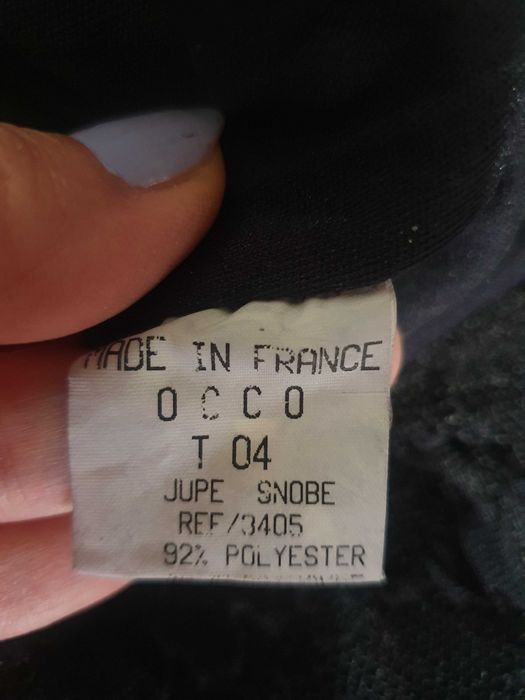 MADE IN FRANCE
O C C O
T 04
JUPE SNOBE
REF/3405
92% POLYESTER